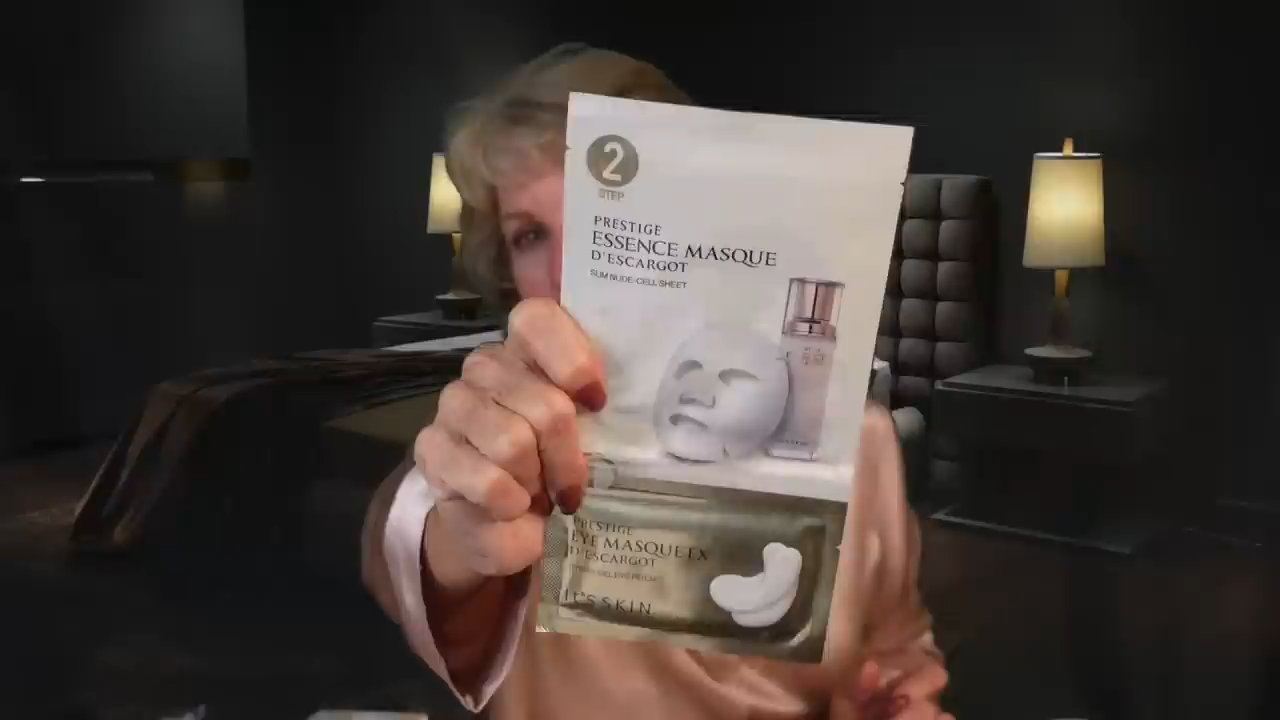 2
STEP
PRESTIGE
ESSENCE MASQUE
D'ESCARGOT
SLIM NUDE-CELL SHEET
PRESTIGE
EYE MASQUE EX
D'ESCARGOT
It'S SKIN